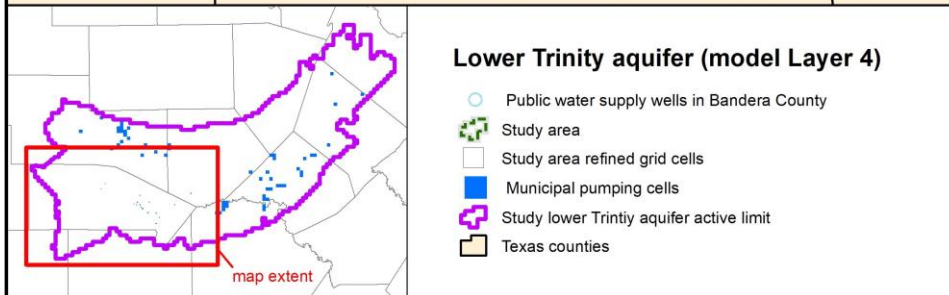 Lower Trinity aquifer (model Layer 4)
Public water supply wells in Bandera County
Study area
Study area refined grid cells
Municipal pumping cells
Study lower Trintiy aquifer active limit
Texas counties
map extent